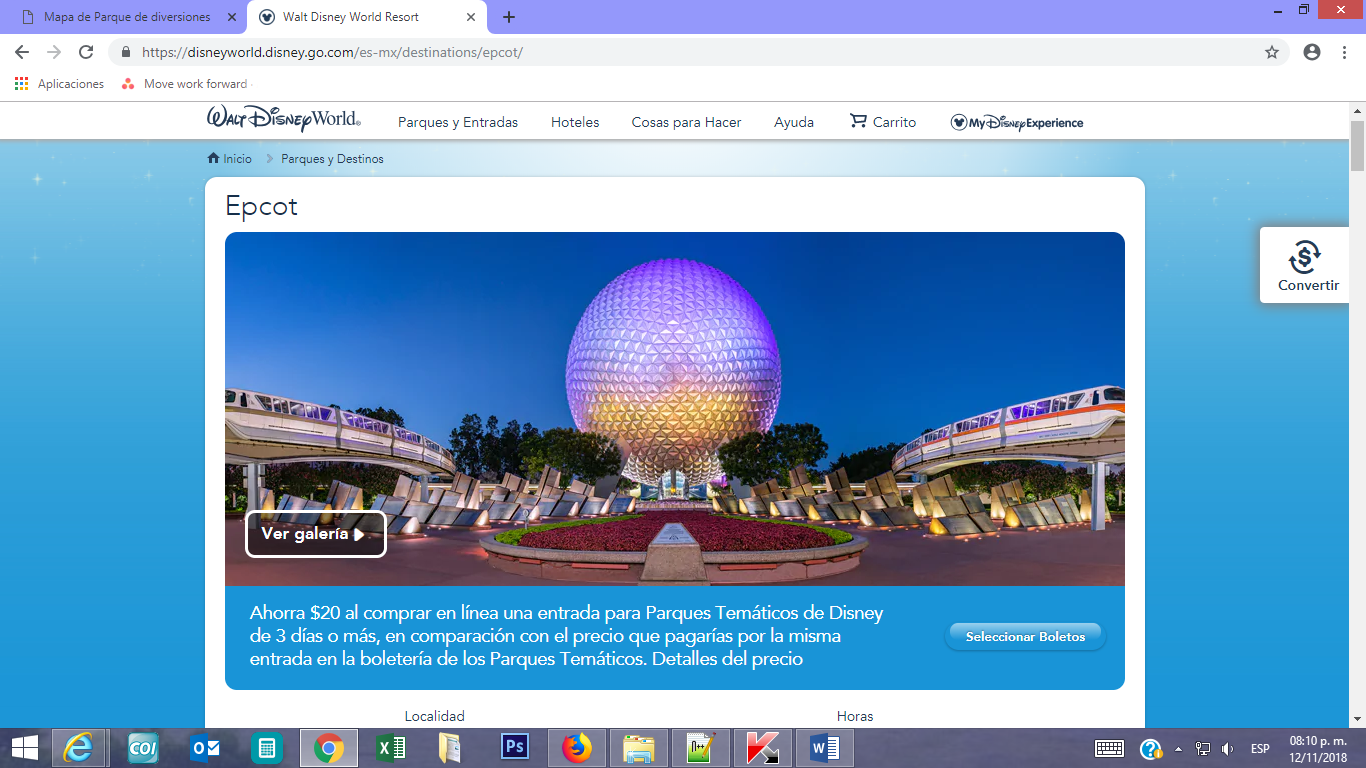 Mapa de Parque de diversiones
Walt Disney World Resort
https://disneyworld.disney.go.com/es-mx/destinations/epcot/
Aplicaciones
Move work forward
Walt Disney World
Parques y Entradas
Hoteles
Cosas para Hacer
Ayuda
Carrito
My Disney Experience
Inicio
Parques y Destinos
Epcot
$
Convertir
Ver galería
Ahorra $20 al comprar en línea una entrada para Parques Temáticos de Disney
de 3 días o más, en comparación con el precio que pagarías por la misma
entrada en la boletería de los Parques Temáticos. Detalles del precio
Seleccionar Boletos
Localidad
Horas
COI
Ps
ESP
08:10 p. m.
12/11/2018